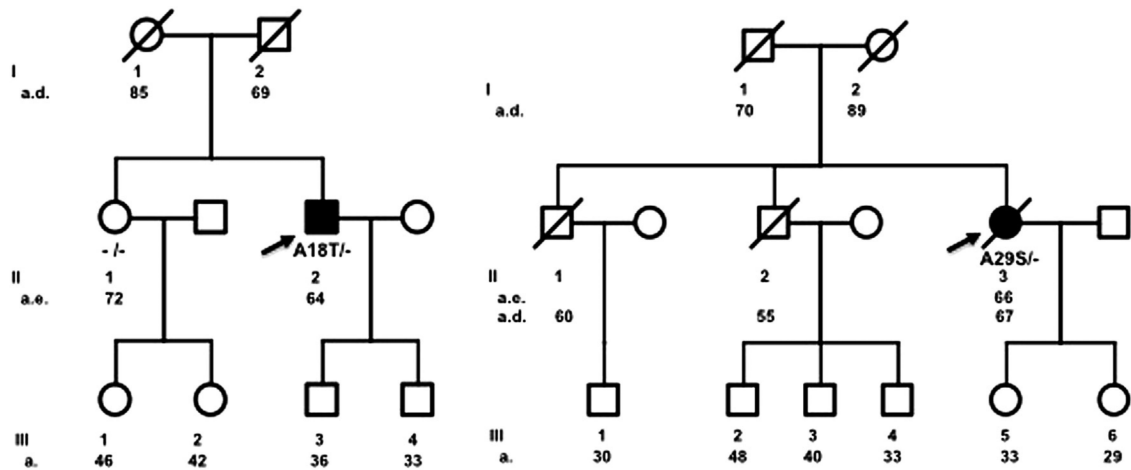 I 1 2
a.d. 85 69
-/- A18T/-
II 1 2
a.e. 72 64
III 1 2 3 4
a. 46 42 36 33
I 1 2
a.d. 70 89
A29S/-
II 1 2 3
a.e. 66
a.d. 60 55 67
III 1 2 3 4 5 6
a. 30 48 40 33 33 29